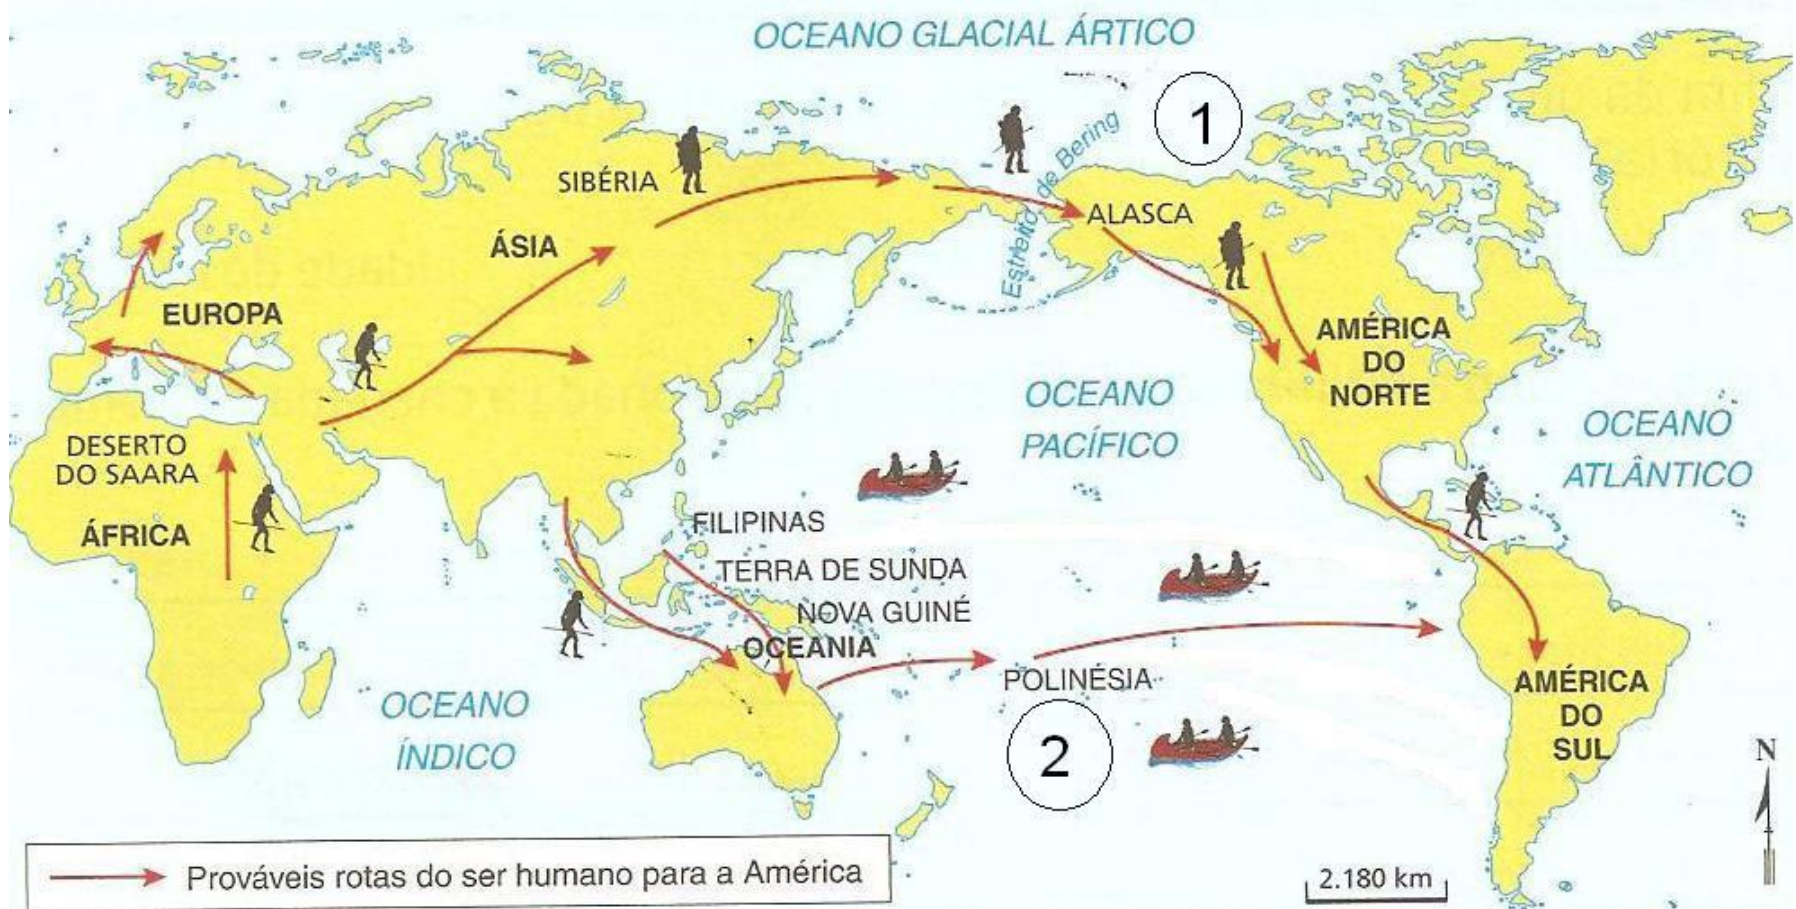 OCEANO GLACIAL ÁRTICO
1
Estreito de Bering
SIBÉRIA
ALASCA
ÁSIA
EUROPA
AMÉRICA
DO
NORTE
OCEANO
PACÍFICO
OCEANO
ATLÂNTICO
DESERTO
DO SAARA
ÁFRICA
FILIPINAS
TERRA DE SUNDA
NOVA GUINÉ
OCEANIA
POLINÉSIA
2
AMÉRICA
DO
SUL
OCEANO
ÍNDICO
N
Prováveis rotas do ser humano para a América
2.180 km